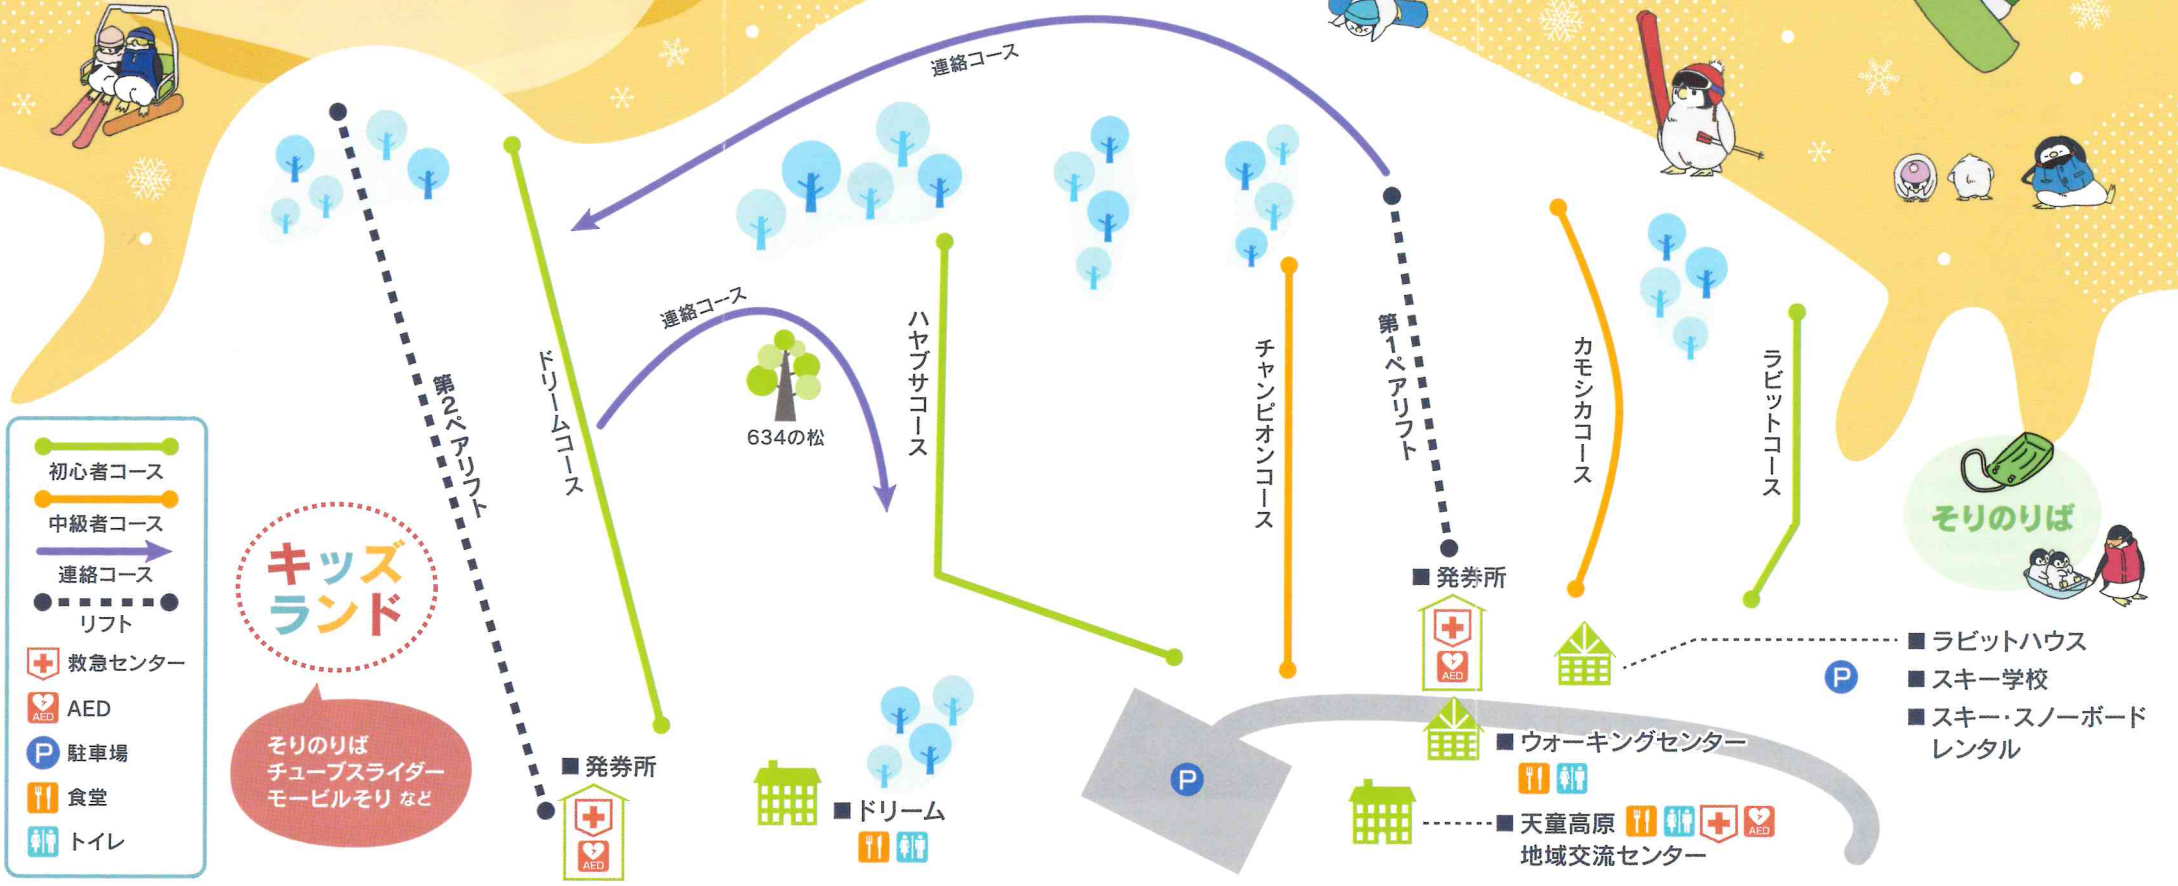 連絡コース
連絡コース
634の松
第2ペアリフト
ドリームコース
ハヤブサコース
チャンピオンコース
第1ペアリフト
カモシカコース
ラビットコース
そりのりば
初心者コース
中級者コース
連絡コース
リフト
救急センター
AED
AED
P
駐車場
食堂
トイレ
キッズ
ランド
そりのりば
チューブスライダー
モービルそり など
■発券所
AED
■ドリーム
P
■発券所
AED
■ラビットハウス
P
■スキー学校
■スキー・スノーボード
レンタル
■ウォーキングセンター
■天童高原
AED
地域交流センター